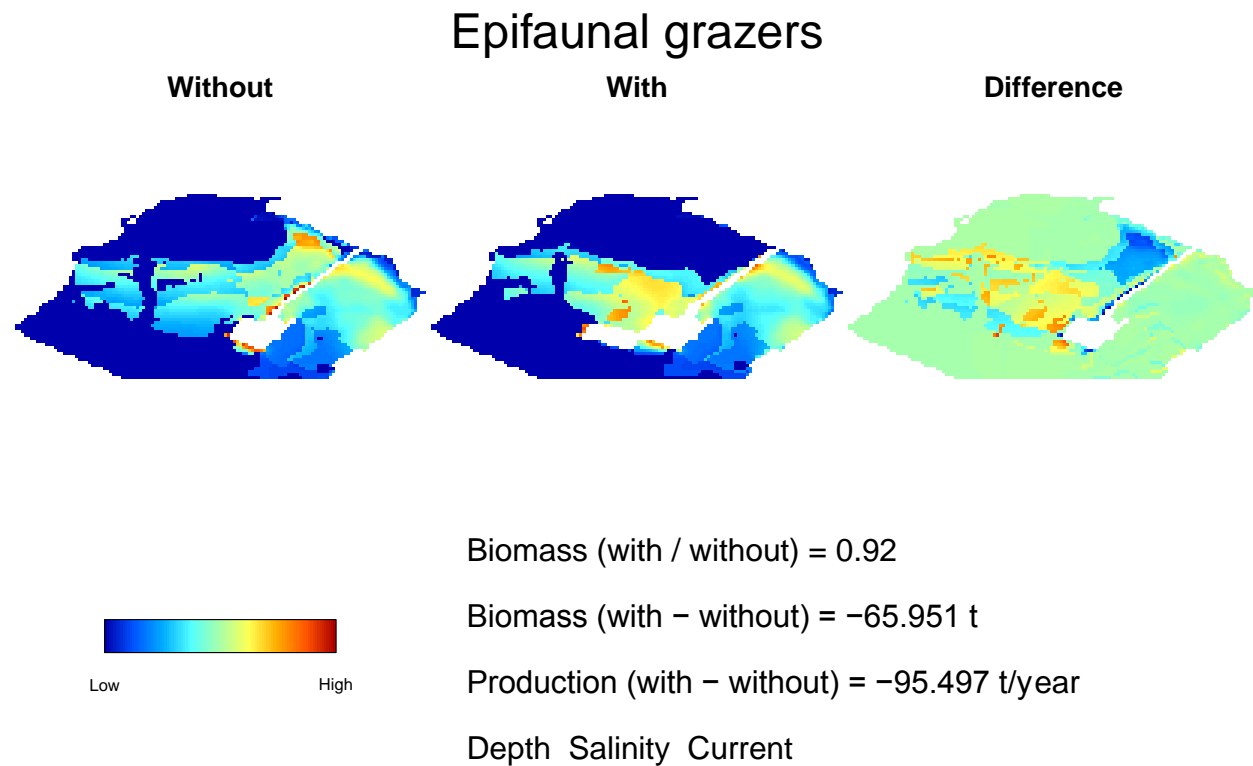 Epifaunal grazers
Without With Difference
Biomass (with / without) = 0.92
Biomass (with − without) = −65.951 t
Low High
Production (with − without) = −95.497 t/year
Depth Salinity Current